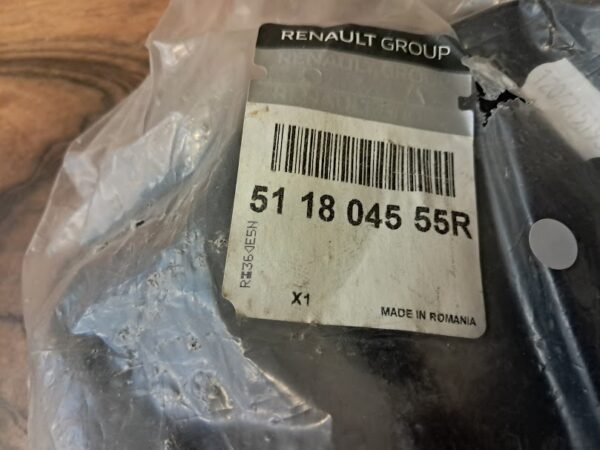 RENAULT GROUP
51 18 045 55R
X1
MADE IN ROMANIA